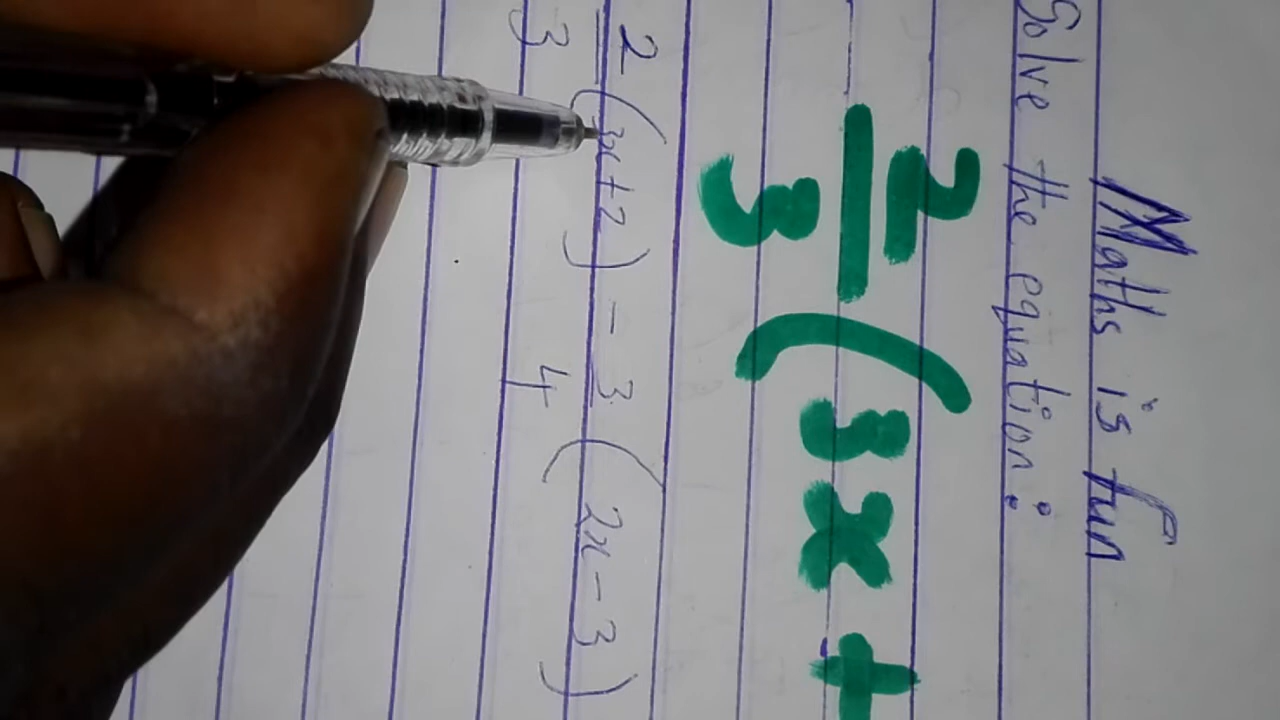 Maths is fun
Solve the equation:
2/3 (3x +
2/3 (3x+2) - 3/4 (2x-3)